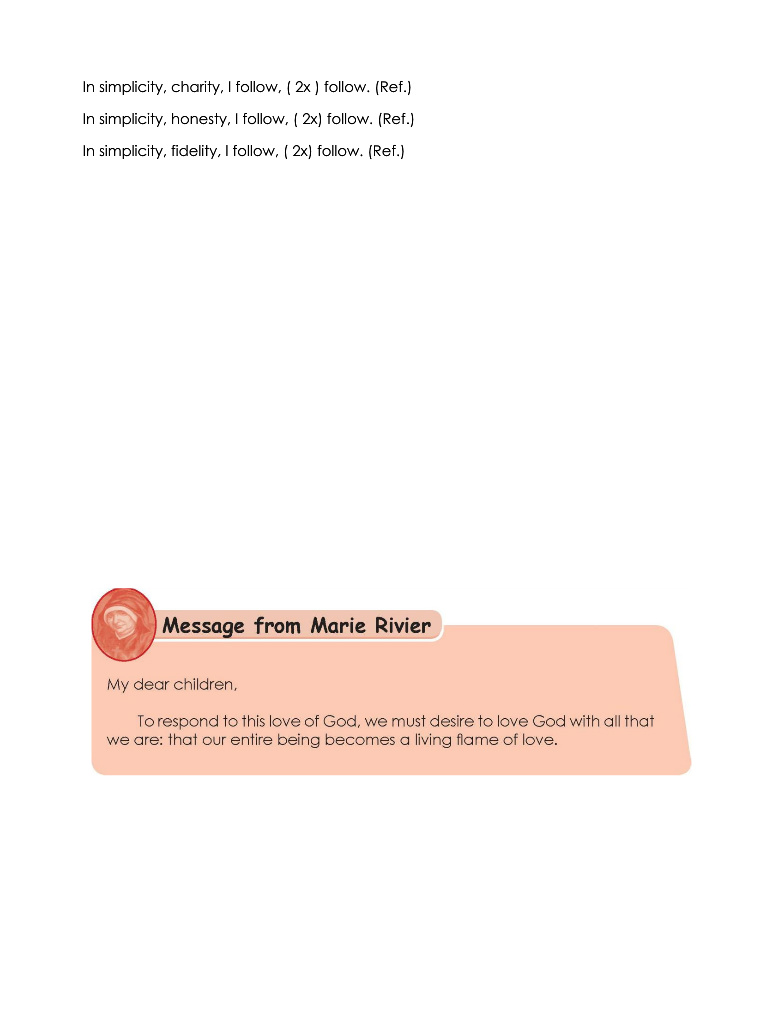 In simplicity, charity, I follow, ( 2x ) follow. (Ref.)
In simplicity, honesty, I follow, ( 2x) follow. (Ref.)
In simplicity, fidelity, I follow, ( 2x) follow. (Ref.)
Message from Marie Rivier
My dear children,
To respond to this love of God, we must desire to love God with all that
we are: that our entire being becomes a living flame of love.